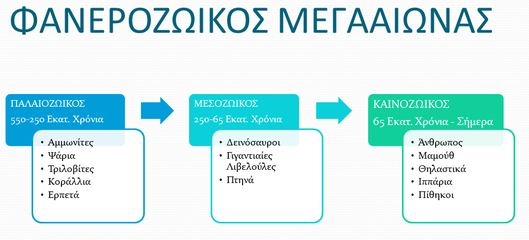 ΦΑΝΕΡΟΖΩΙΚΟΣ ΜΕΓΑΑΙΩΝΑΣ
ΠΑΛΑΙΟΖΩΙΚΟΣ
550-250 Εκατ. Χρόνια
• Αμμωνίτες
• Ψάρια
• Τριλοβίτες
• Κοράλλια
• Ερπετά
ΜΕΣΟΖΩΙΚΟΣ
250-65 Εκατ. Χρόνια
• Δεινόσαυροι
• Γιγαντιαίες
Λιβελούλες
• Πτηνά
ΚΑΙΝΟΖΩΙΚΟΣ
65 Εκατ. Χρόνια - Σήμερα
• Άνθρωπος
• Μαμούθ
• Θηλαστικά
• Ιππάρια
• Πίθηκοι